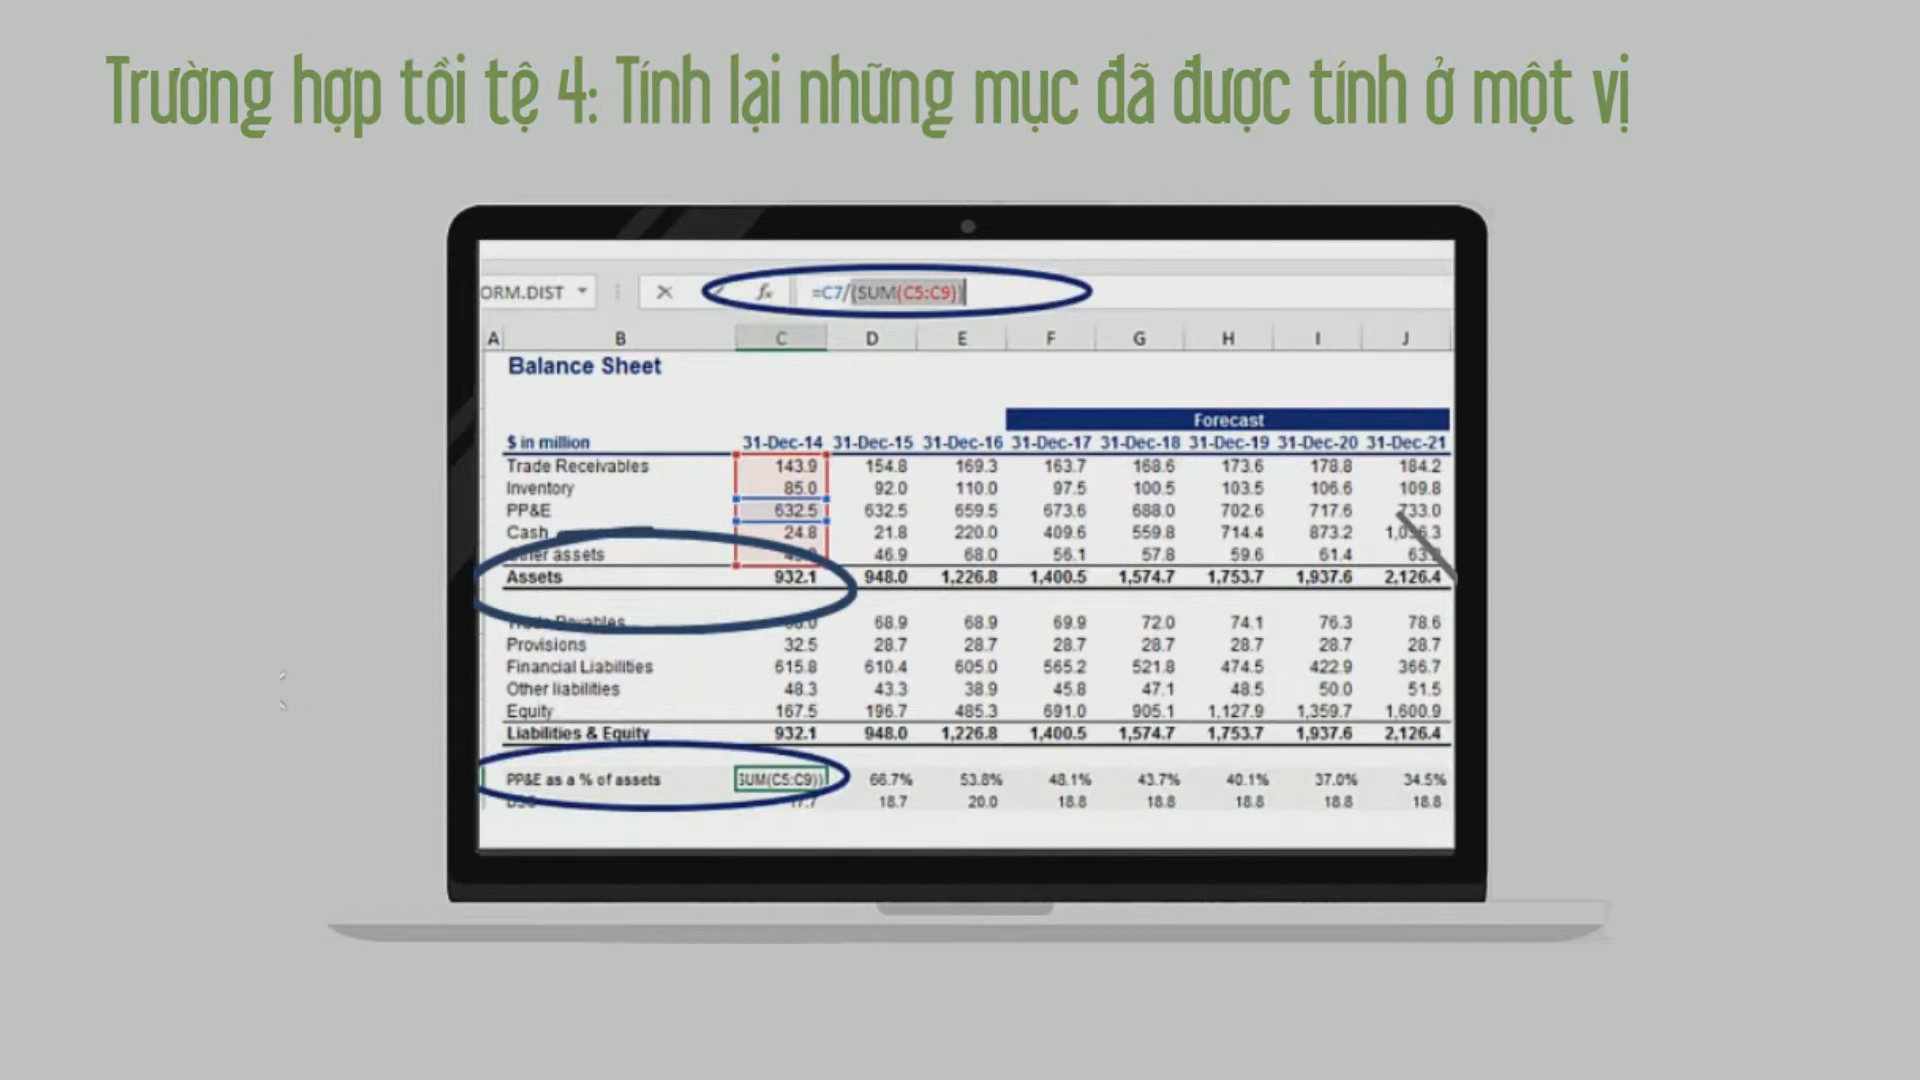 Trường hợp tồi tệ 4: Tính lại những mục đã được tính ở một vị
ORM.DIST fx =C7/(SUM(C5:C9))
A B C D E F G H I J
Balance Sheet
Forecast
$ in million 31-Dec-14 31-Dec-15 31-Dec-16 31-Dec-17 31-Dec-18 31-Dec-19 31-Dec-20 31-Dec-21
Trade Receivables 143.9 154.8 169.3 163.7 168.6 173.6 178.8 184.2
Inventory 85.0 92.0 110.0 97.5 100.5 103.5 106.6 109.8
PP&E 632.5 632.5 659.5 673.6 688.0 702.6 717.6 733.0
Cash 24.8 21.8 220.0 409.6 559.8 714.4 873.2
Other assets 46.9 68.0 56.1 57.8 59.6 61.4
Assets 932.1 948.0 1,226.8 1,400.5 1,574.7 1,753.7 1,937.6 2,126.4
Trade Payables 68.9 68.9 69.9 72.0 74.1 76.3 78.6
Provisions 32.5 28.7 28.7 28.7 28.7 28.7 28.7 28.7
Financial Liabilities 615.8 610.4 605.0 565.2 521.8 474.5 422.9 366.7
Other liabilities 48.3 43.3 38.9 45.8 47.1 48.5 50.0 51.5
Equity 167.5 196.7 485.3 691.0 905.1 1,127.9 1,359.7 1,600.9
Liabilities & Equity 932.1 948.0 1,226.8 1,400.5 1,574.7 1,753.7 1,937.6 2,126.4
PP&E as a % of assets SUM(C5:C9)) 66.7% 53.8% 48.1% 43.7% 40.1% 37.0% 34.5%
DSO 17.7 18.7 20.0 18.8 18.8 18.8 18.8 18.8